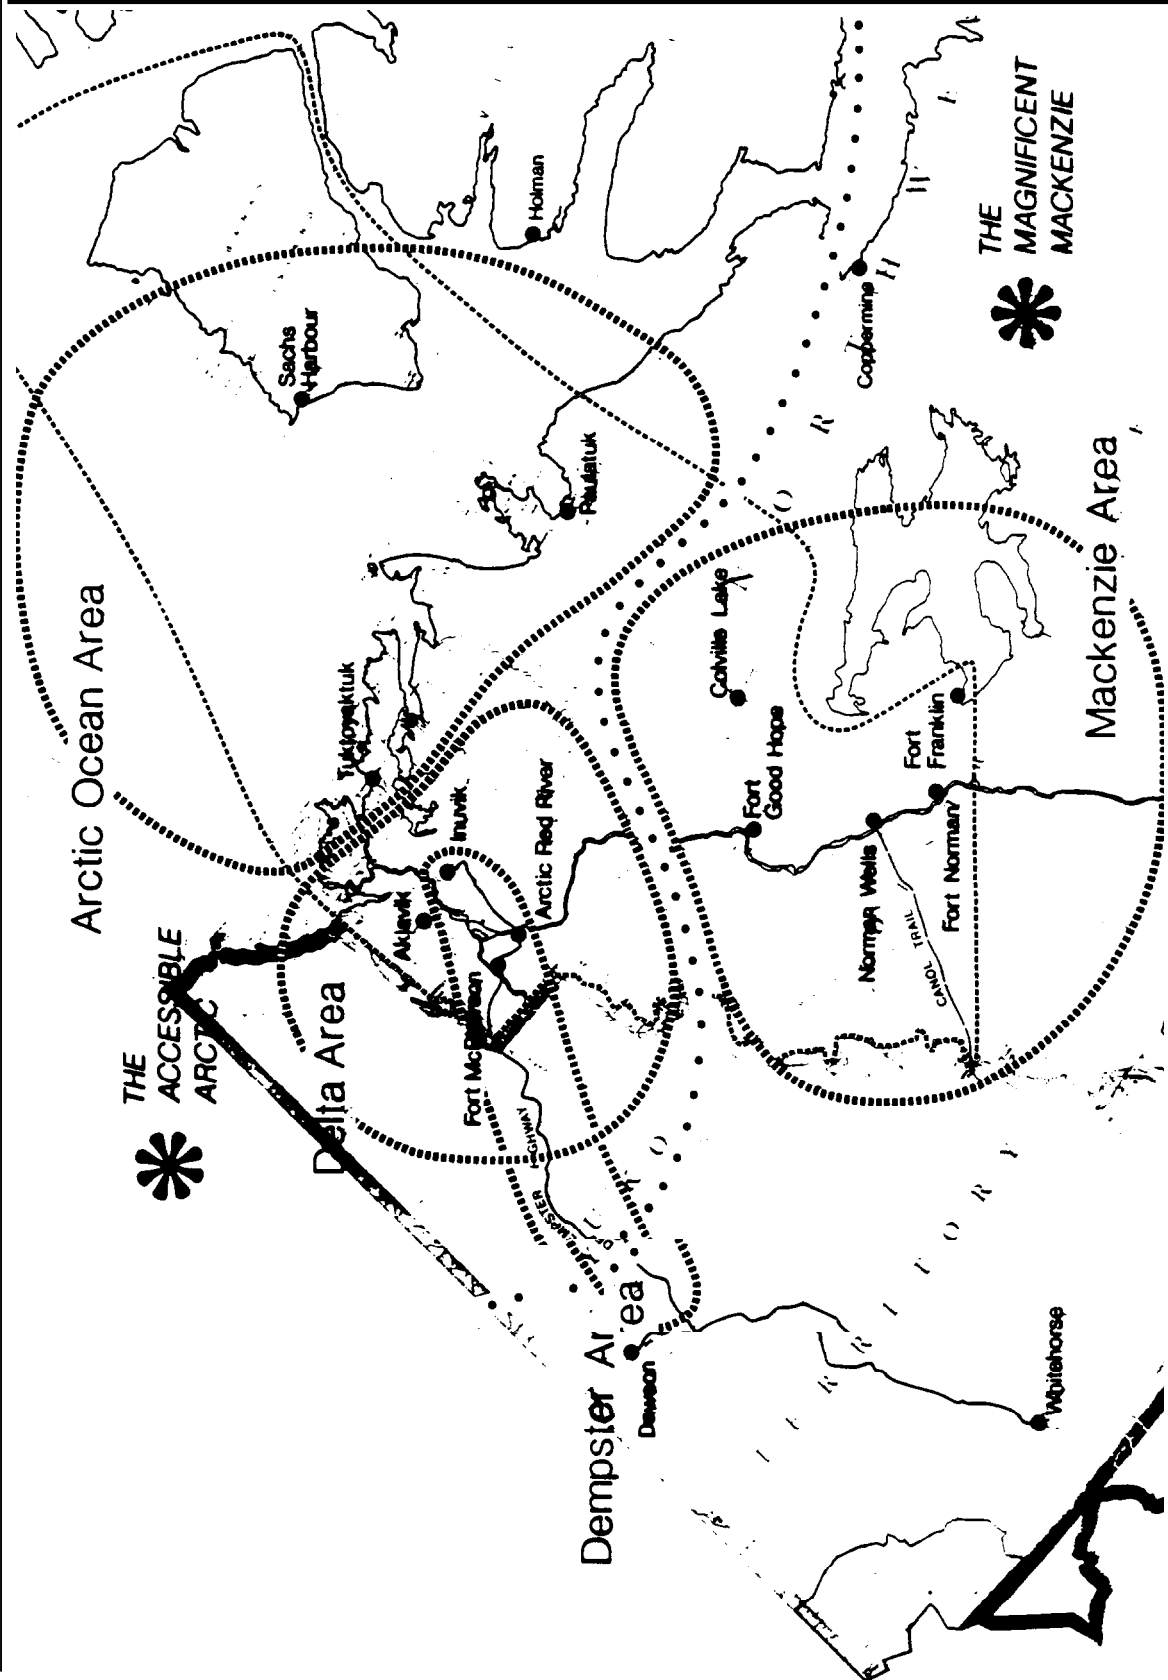 THE
ACCESSIBLE
ARCTIC
Arctic Ocean Area
Delta Area
Sachs
Harbour
Holman
Tuktoyaktuk
Paulatuk
Inuvik
Aklavik
Arctic Red River
DEMPSTER HIGHWAY
Dempster Area
Dawson
Colville Lake
Fort
Good Hope
Coppermine
Norman Wells
CANOL TRAIL
Fort Norman
Fort
Franklin
THE
MAGNIFICENT
MACKENZIE
Mackenzie Area
Whitehorse